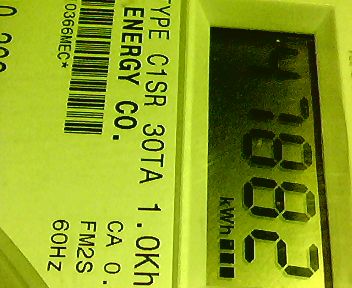 TYPE C1SR 30TA 1.0Kh
ENERGY CO.
CA 0.
FM2S
60HZ
0366MEC*
47882
kWh